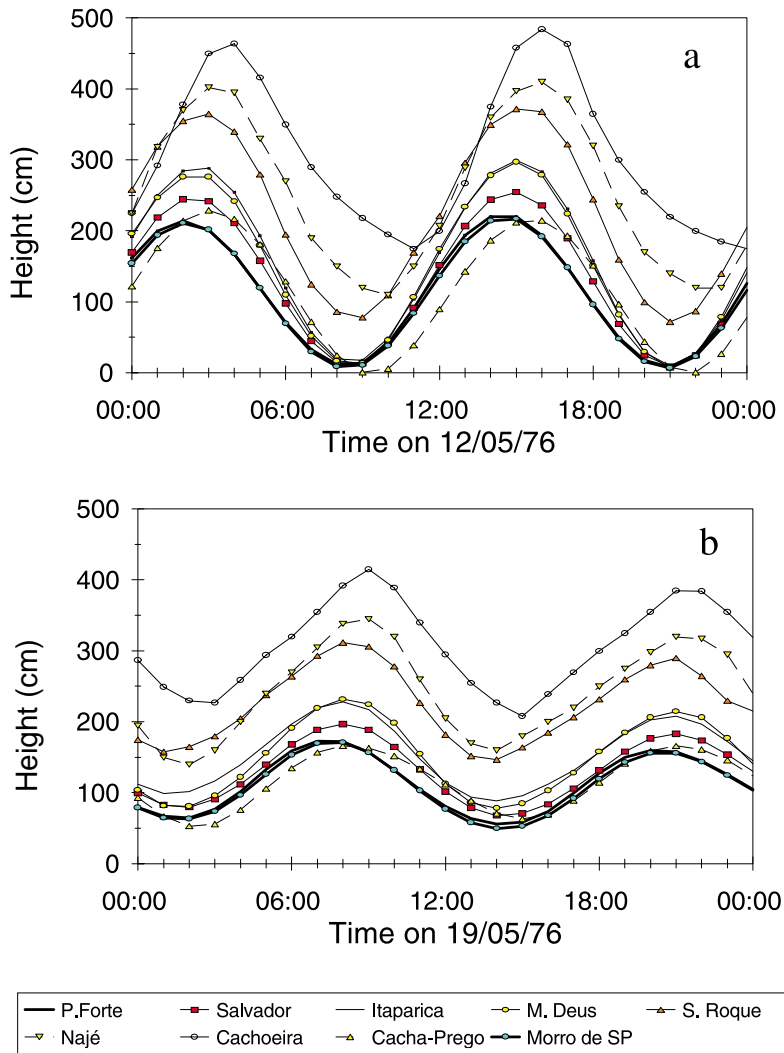 500
400
300
200
100
0
Height (cm)
a
00:00 06:00 12:00 18:00 00:00
Time on 12/05/76
500
400
300
200
100
0
Height (cm)
b
00:00 06:00 12:00 18:00 00:00
Time on 19/05/76
P.Forte Salvador Itaparica M. Deus S. Roque
Najé Cachoeira Cacha-Prego Morro de SP